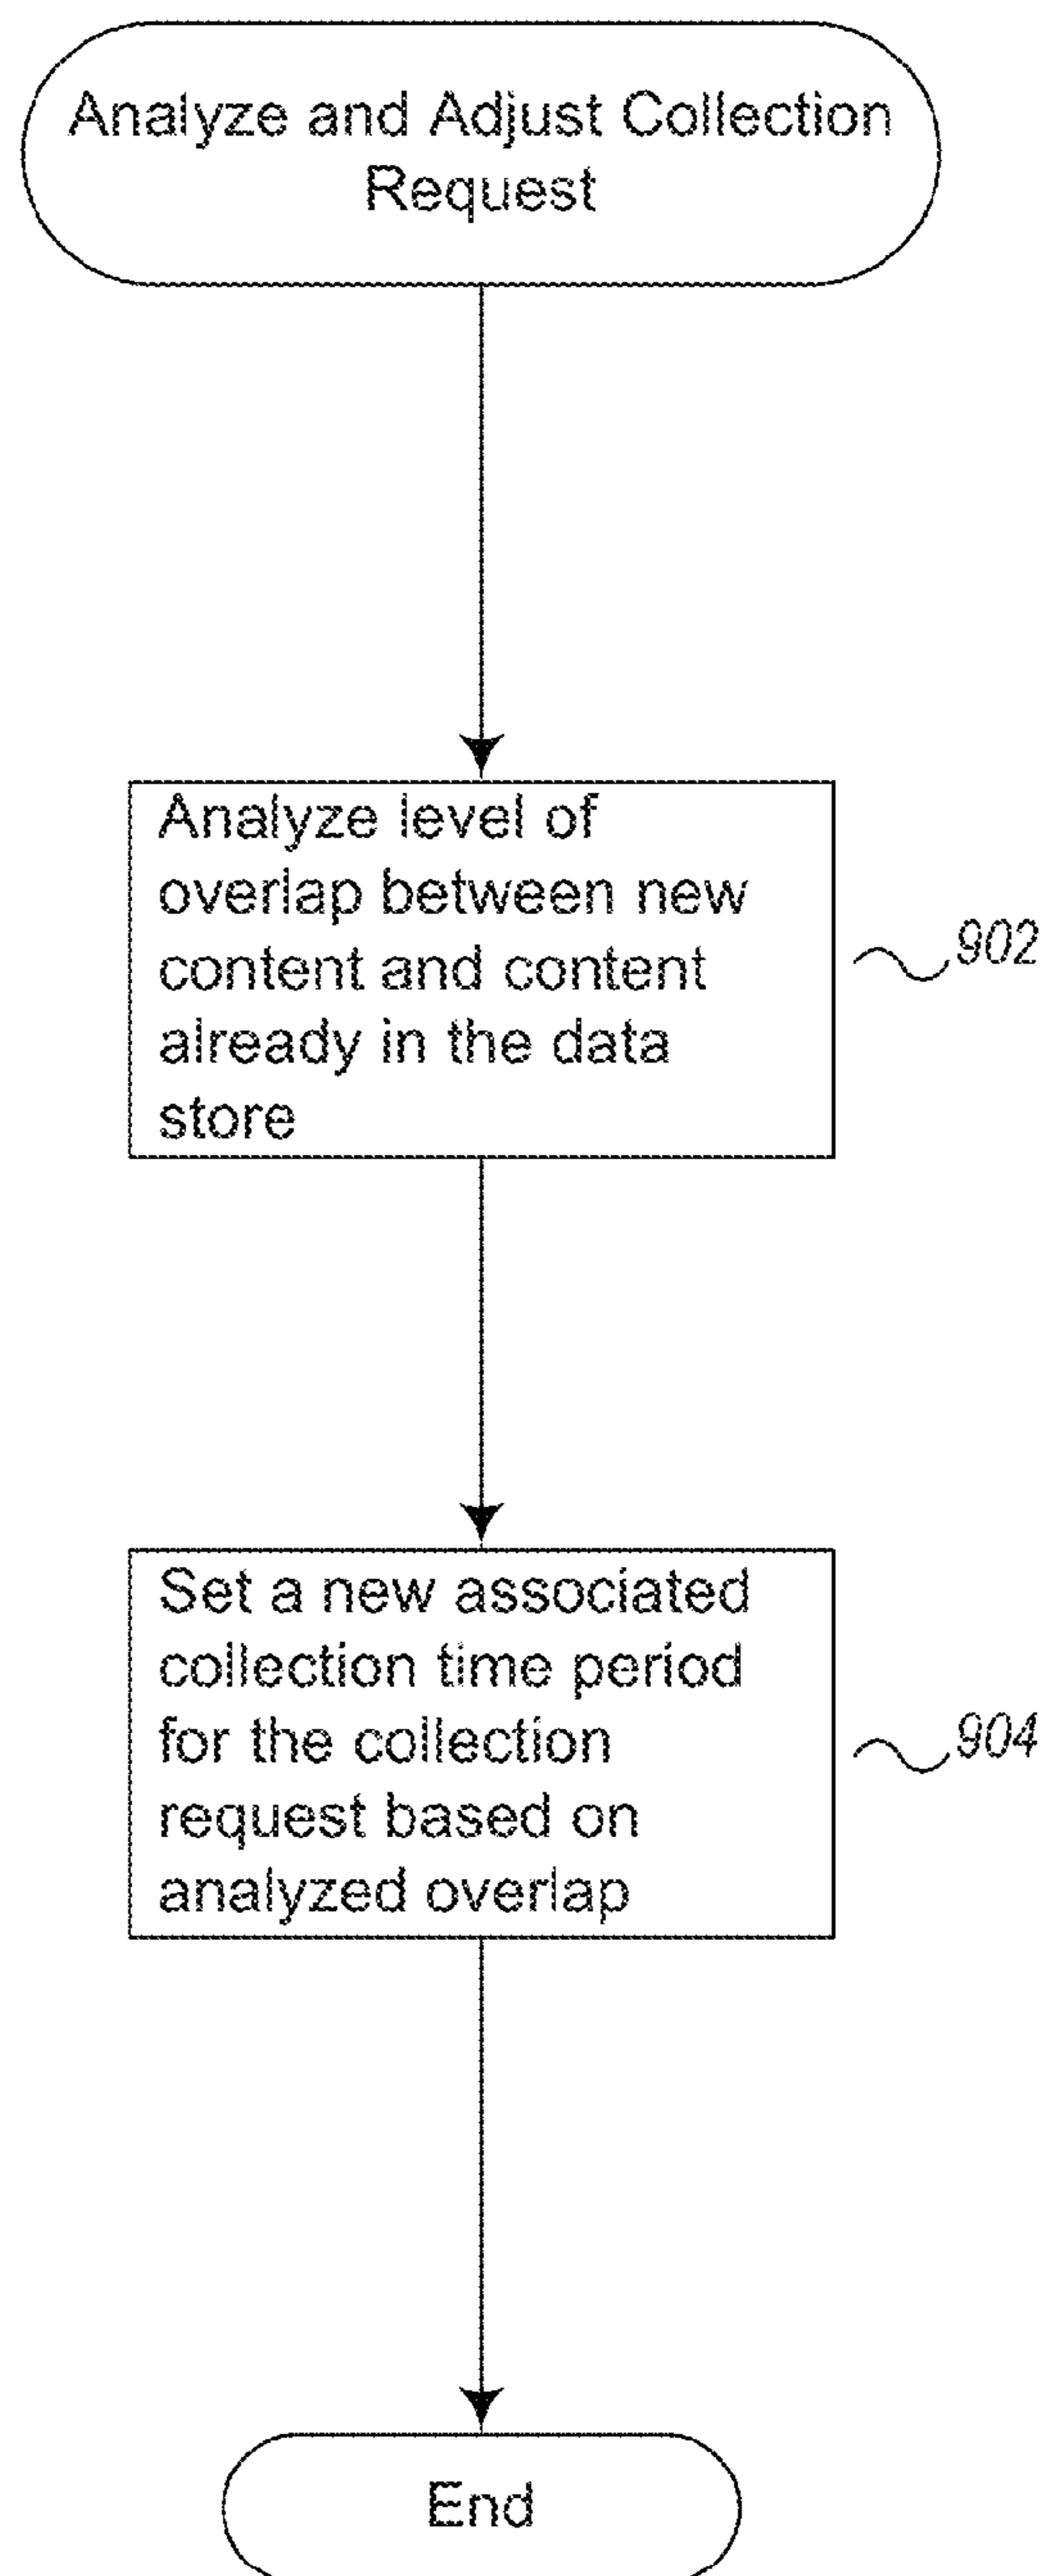 Analyze and Adjust Collection
Request
Analyze level of
overlap between new
content and content
already in the data
store
902
Set a new associated
collection time period
for the collection
request based on
analyzed overlap
904
End